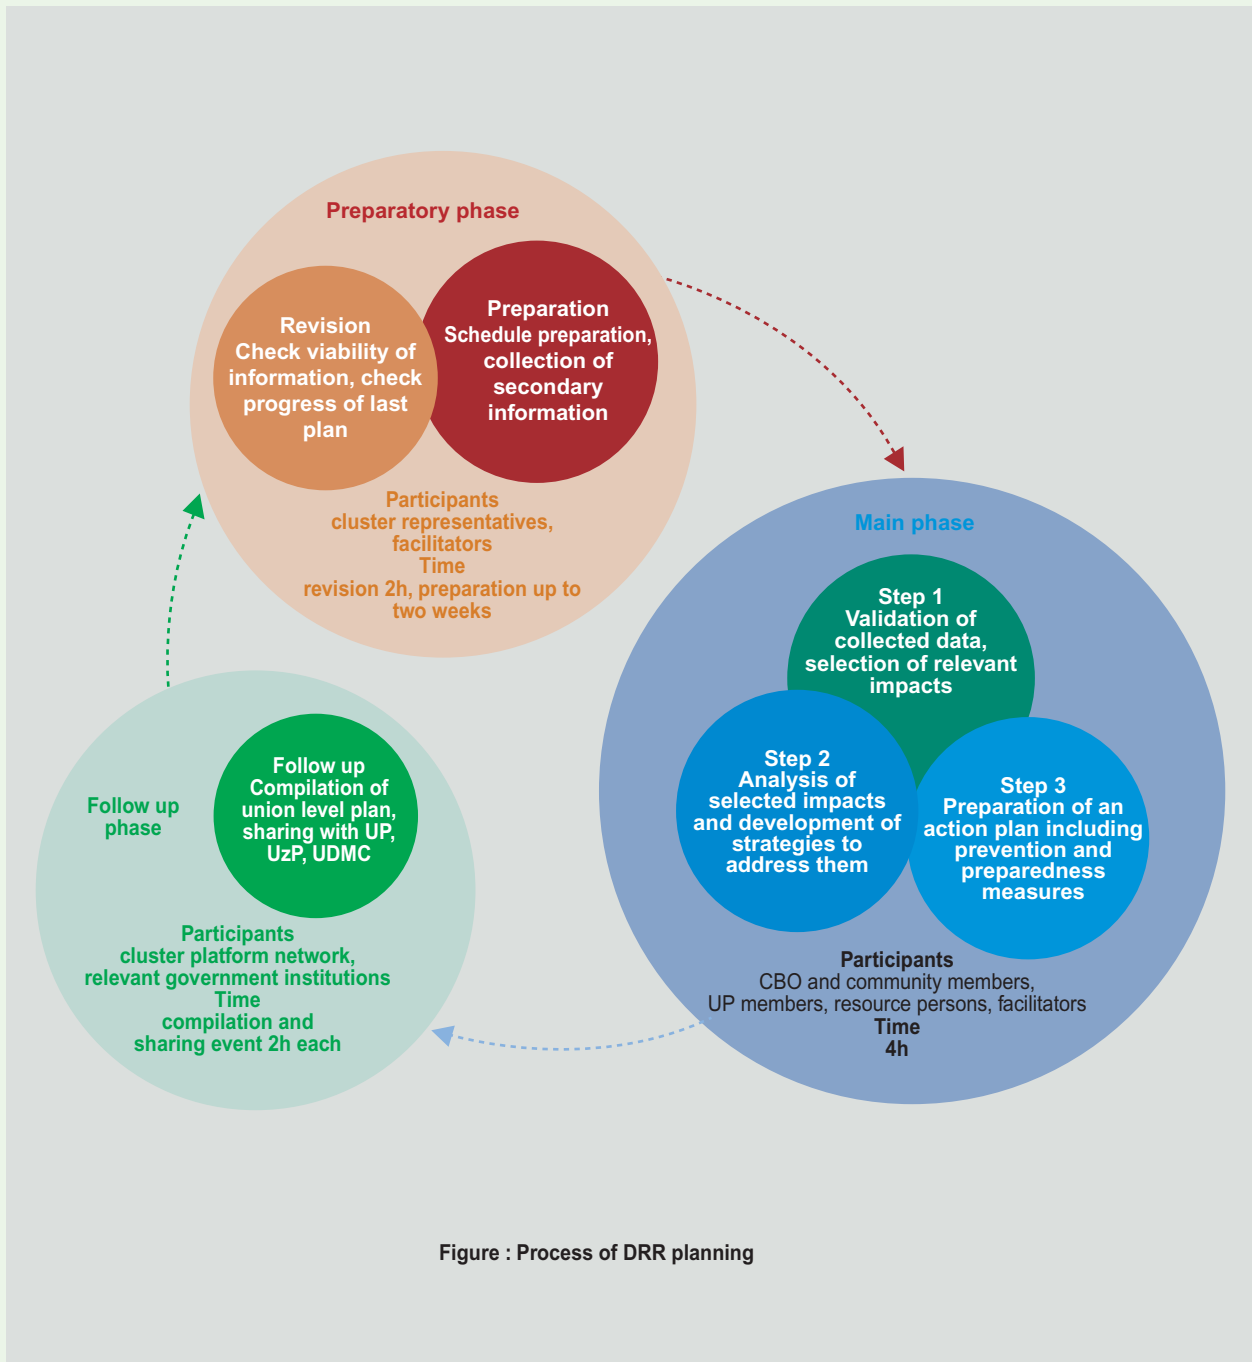 Preparatory phase
Revision
Check viability of
information, check
progress of last
plan
Preparation
Schedule preparation,
collection of
secondary
information
Participants
cluster representatives,
facilitators
Time
revision 2h, preparation up to
two weeks
Main phase
Step 1
Validation of
collected data,
selection of relevant
impacts
Step 2
Analysis of
selected impacts
and development of
strategies to
address them
Step 3
Preparation of an
action plan including
prevention and
preparedness
measures
Participants
CBO and community members,
UP members, resource persons, facilitators
Time
4h
Follow up
phase
Follow up
Compilation of
union level plan,
sharing with UP,
UzP, UDMC
Participants
cluster platform network,
relevant government institutions
Time
compilation and
sharing event 2h each
Figure : Process of DRR planning